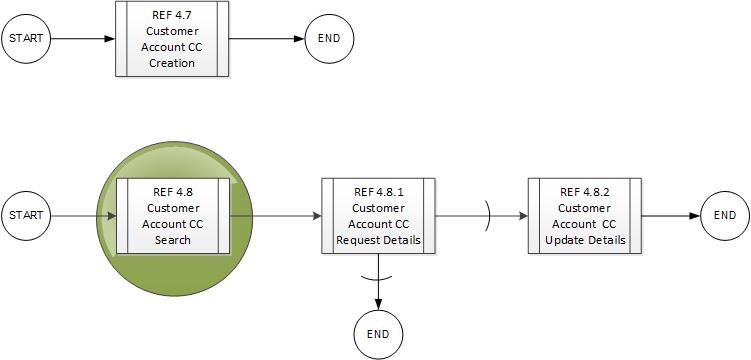 START
REF 4.7
Customer
Account CC
Creation
END
START
REF 4.8
Customer
Account CC
Search
REF 4.8.1
Customer
Account CC
Request Details
REF 4.8.2
Customer
Account  CC
Update Details
END
END